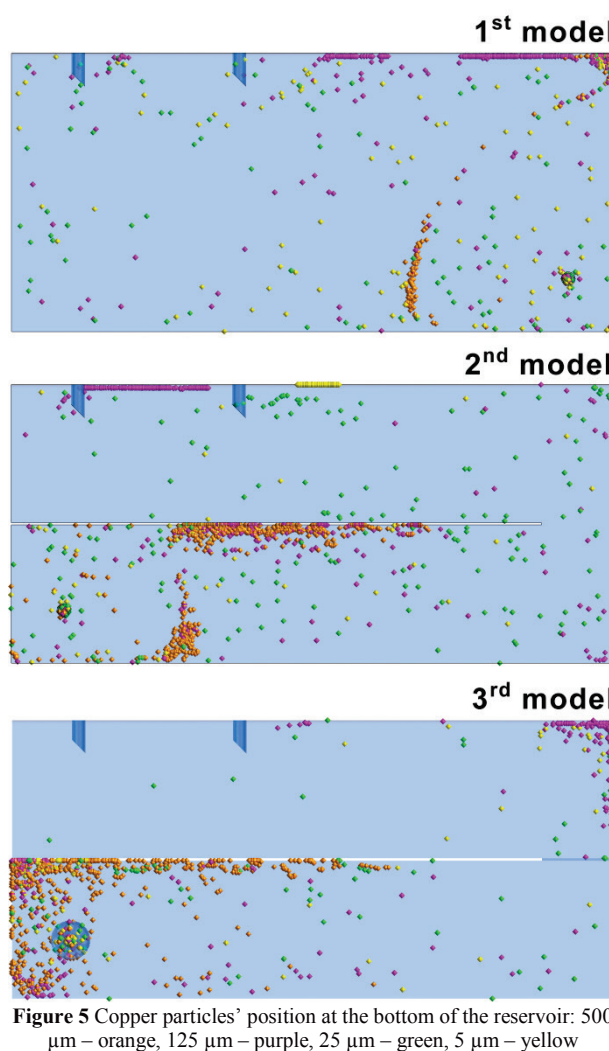 1st model
2nd model
3rd model
Figure 5 Copper particles’ position at the bottom of the reservoir: 500
µm – orange, 125 µm – purple, 25 µm – green, 5 µm – yellow